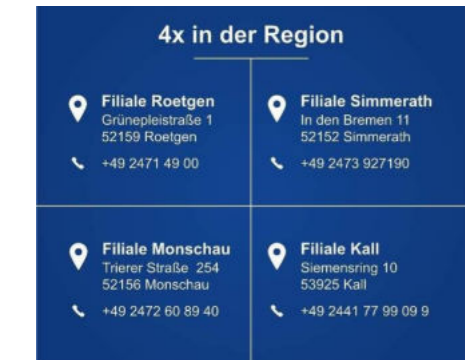 4x in der Region
Filiale Roetgen
Grünepleistraße 1
52159 Roetgen
+49 2471 49 00
Filiale Simmerath
In den Bremen 11
52152 Simmerath
+49 2473 927190
Filiale Monschau
Trierer Straße 254
52156 Monschau
+49 2472 60 89 40
Filiale Kall
Siemensring 10
53925 Kall
+49 2441 77 99 09 9